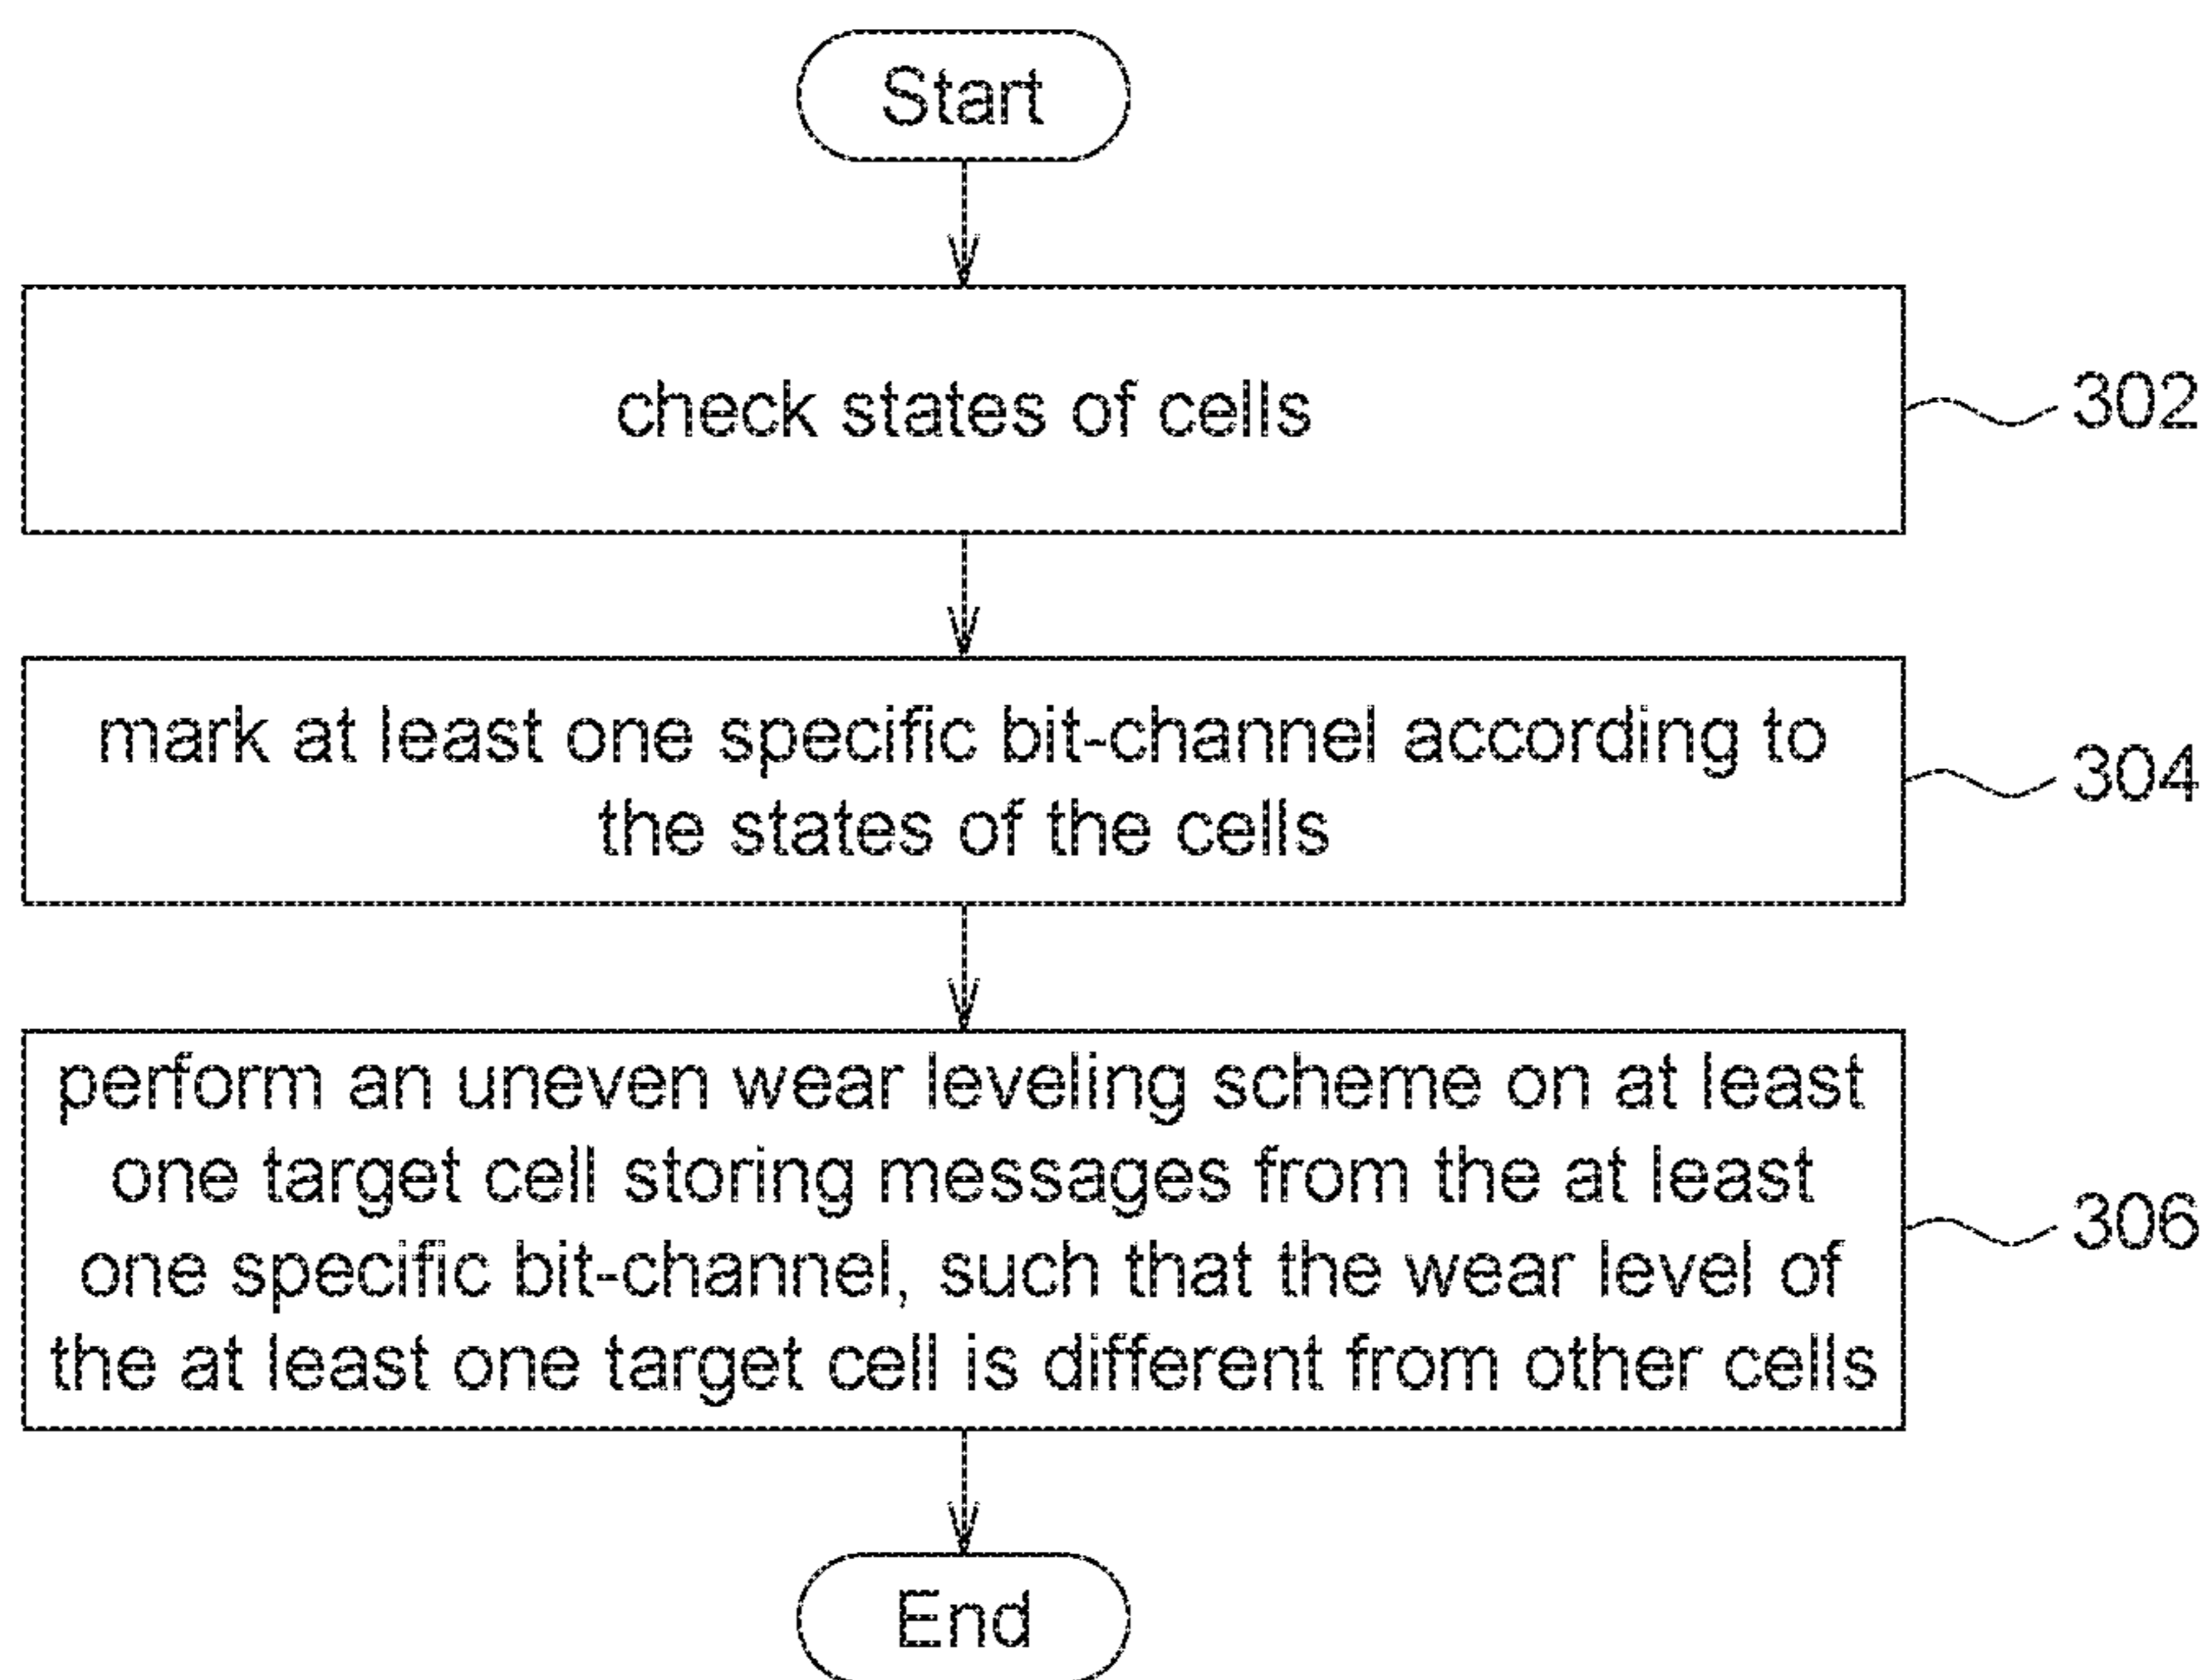 Start
check states of cells
302
mark at least one specific bit-channel according to
the states of the cells
304
perform an uneven wear leveling scheme on at least
one target cell storing messages from the at least
one specific bit-channel, such that the wear level of
the at least one target cell is different from other cells
306
End